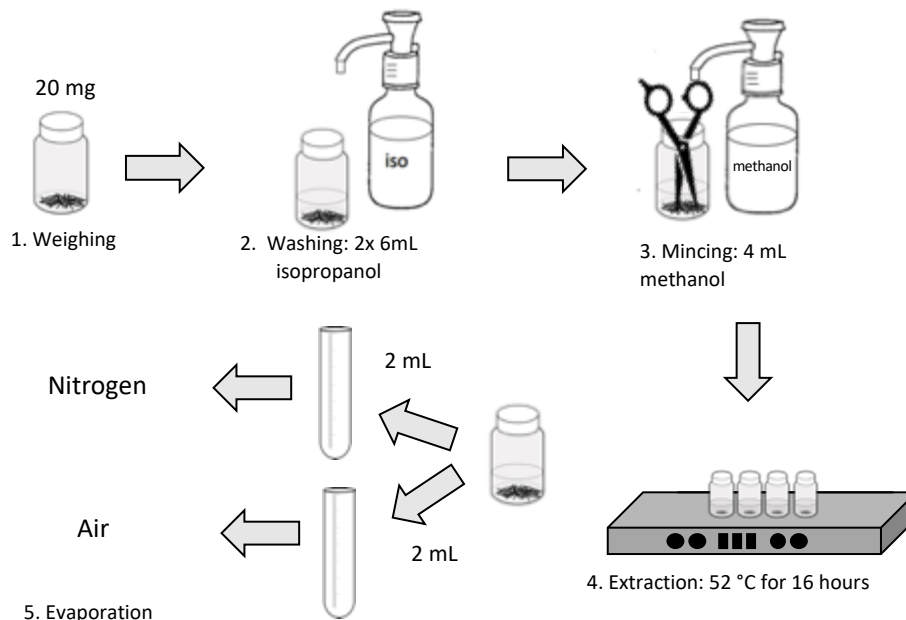 20 mg
iso
methanol
1. Weighing
2. Washing: 2x 6mL
isopropanol
3. Mincing: 4 mL
methanol
4. Extraction: 52 °C for 16 hours
2 mL
2 mL
Nitrogen
Air
5. Evaporation